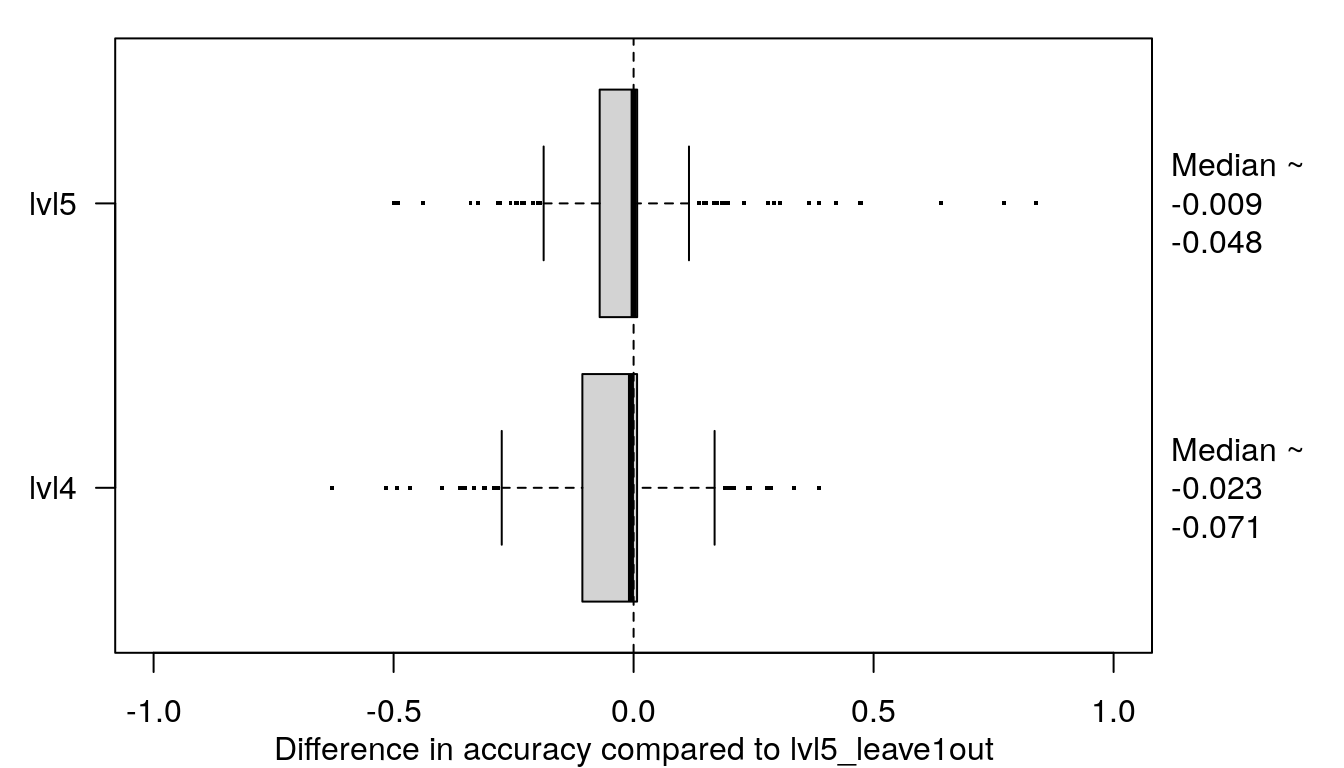 lvl5
Median ~
-0.009
-0.048
lvl4
Median ~
-0.023
-0.071
-1.0 -0.5 0.0 0.5 1.0
Difference in accuracy compared to lvl5_leave1out